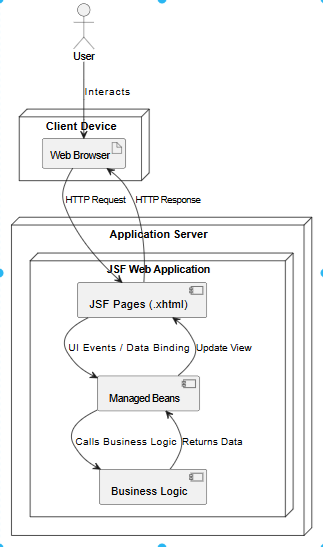 User
Interacts
Client Device
Web Browser
HTTP Request
HTTP Response
Application Server
JSF Web Application
JSF Pages (.xhtml)
UI Events / Data Binding
Update View
Managed Beans
Calls Business Logic
Returns Data
Business Logic